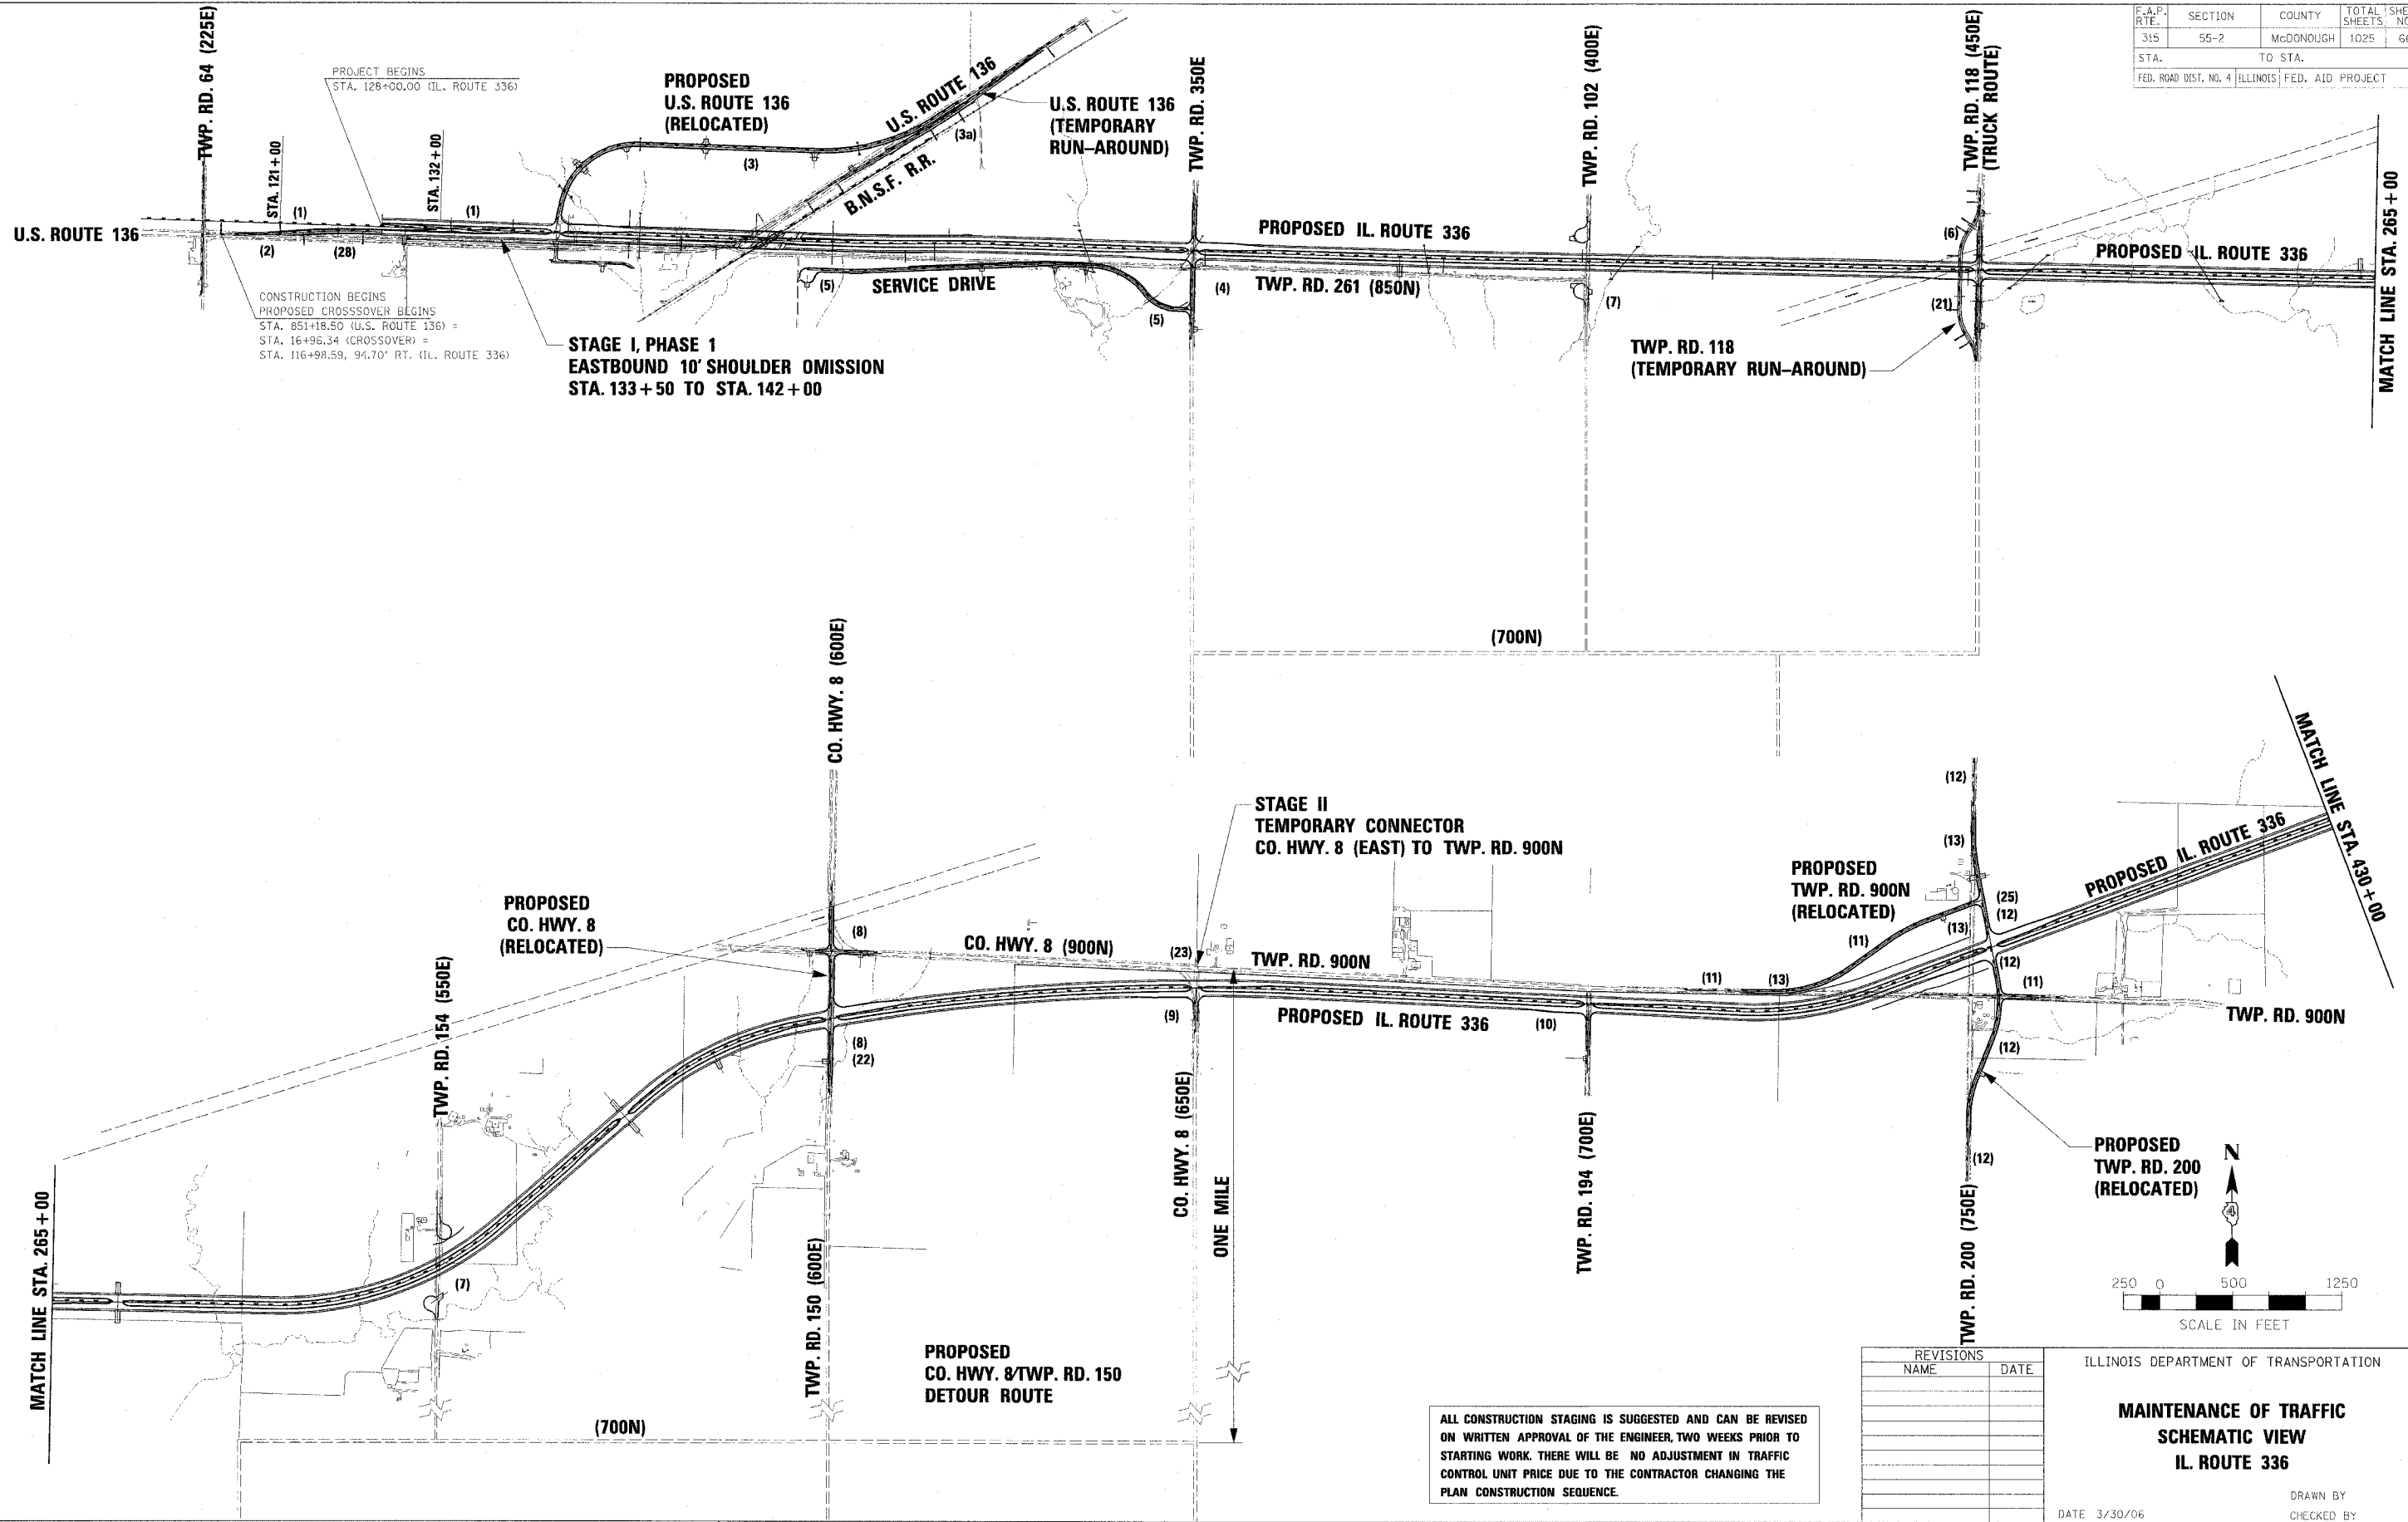 F.A.P. RTE.
SECTION
COUNTY
TOTAL SHEETS
315
55-2
McDONOUGH
1025
STA.
TO STA.
FED. ROAD DIST. NO. 4
ILLINOIS
FED. AID PROJECT
TWP. RD. 64 (225E)
PROJECT BEGINS
STA. 128+00.00 (IL. ROUTE 336)
STA. 121+00
STA. 132+00
(1)
(1)
U.S. ROUTE 136
(2)
(28)
CONSTRUCTION BEGINS
PROPOSED CROSSSOVER BEGINS
STA. 851+18.50 (U.S. ROUTE 136) =
STA. 16+96.34 (CROSSOVER) =
STA. 116+98.59, 94.70' RT. (IL. ROUTE 336)
PROPOSED
U.S. ROUTE 136
(RELOCATED)
(3)
U.S. ROUTE 136
(3a)
B.N.S.F. R.R.
U.S. ROUTE 136
(TEMPORARY
RUN-AROUND)
STAGE I, PHASE 1
EASTBOUND 10' SHOULDER OMISSION
STA. 133+50 TO STA. 142+00
(5)
SERVICE DRIVE
(5)
TWP. RD. 350E
(4)
PROPOSED IL. ROUTE 336
TWP. RD. 261 (850N)
TWP. RD. 102 (400E)
(7)
TWP. RD. 118 (450E)
(TRUCK ROUTE)
(6)
(21)
TWP. RD. 118
(TEMPORARY RUN-AROUND)
PROPOSED IL. ROUTE 336
MATCH LINE STA. 265+00
(700N)
CO. HWY. 8 (600E)
STAGE II
TEMPORARY CONNECTOR
CO. HWY. 8 (EAST) TO TWP. RD. 900N
PROPOSED
CO. HWY. 8
(RELOCATED)
(8)
CO. HWY. 8 (900N)
(23)
TWP. RD. 900N
PROPOSED
TWP. RD. 900N
(RELOCATED)
(12)
(13)
(25)
(12)
(13)
(11)
(11)
(13)
(12)
(11)
PROPOSED IL. ROUTE 336
MATCH LINE STA. 430+00
TWP. RD. 900N
TWP. RD. 154 (550E)
(8)
(22)
(9)
PROPOSED IL. ROUTE 336
(10)
(12)
(12)
PROPOSED
TWP. RD. 200
(RELOCATED)
MATCH LINE STA. 265+00
(7)
TWP. RD. 150 (600E)
CO. HWY. 8 (650E)
ONE MILE
TWP. RD. 194 (700E)
TWP. RD. 200 (750E)
N
4
250 0 500 1250
SCALE IN FEET
PROPOSED
CO. HWY. 8/TWP. RD. 150
DETOUR ROUTE
(700N)
ALL CONSTRUCTION STAGING IS SUGGESTED AND CAN BE REVISED
ON WRITTEN APPROVAL OF THE ENGINEER, TWO WEEKS PRIOR TO
STARTING WORK. THERE WILL BE NO ADJUSTMENT IN TRAFFIC
CONTROL UNIT PRICE DUE TO THE CONTRACTOR CHANGING THE
PLAN CONSTRUCTION SEQUENCE.
REVISIONS
NAME
DATE
ILLINOIS DEPARTMENT OF TRANSPORTATION
MAINTENANCE OF TRAFFIC
SCHEMATIC VIEW
IL. ROUTE 336
DRAWN BY
DATE 3/30/06
CHECKED BY